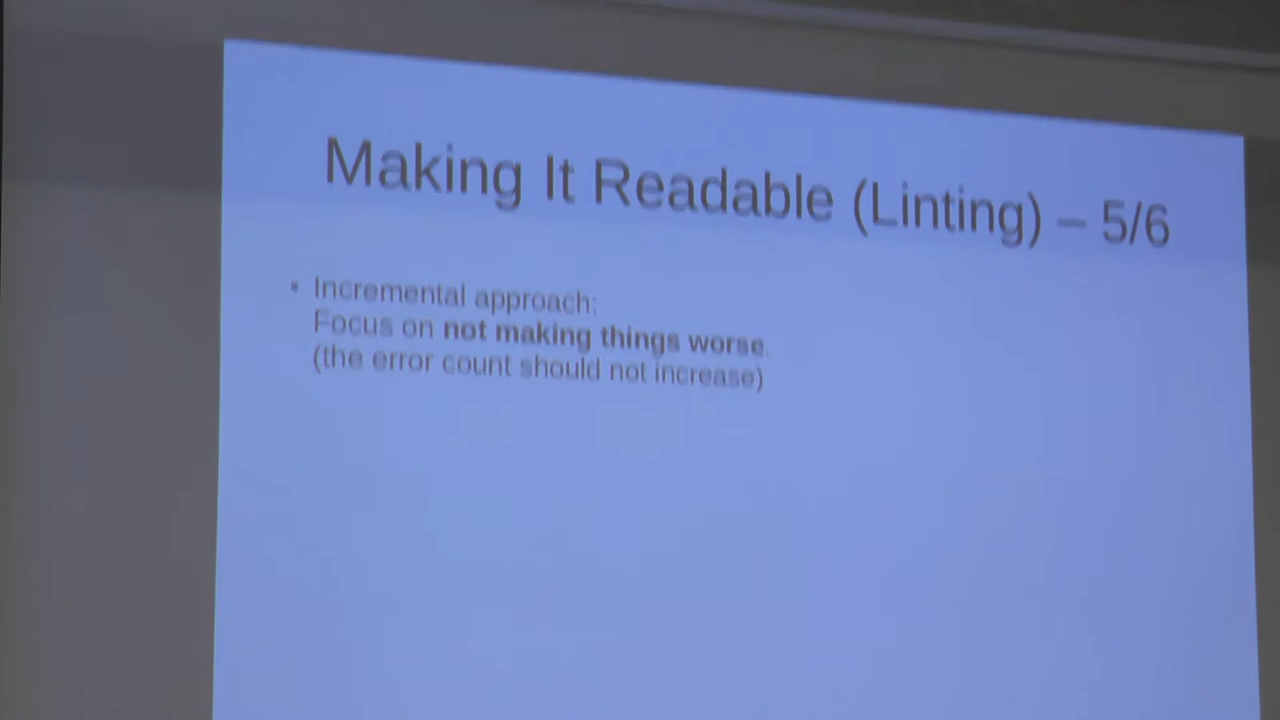 Making It Readable (Linting) – 5/6
• Incremental approach;
Focus on not making things worse.
(the error count should not increase)